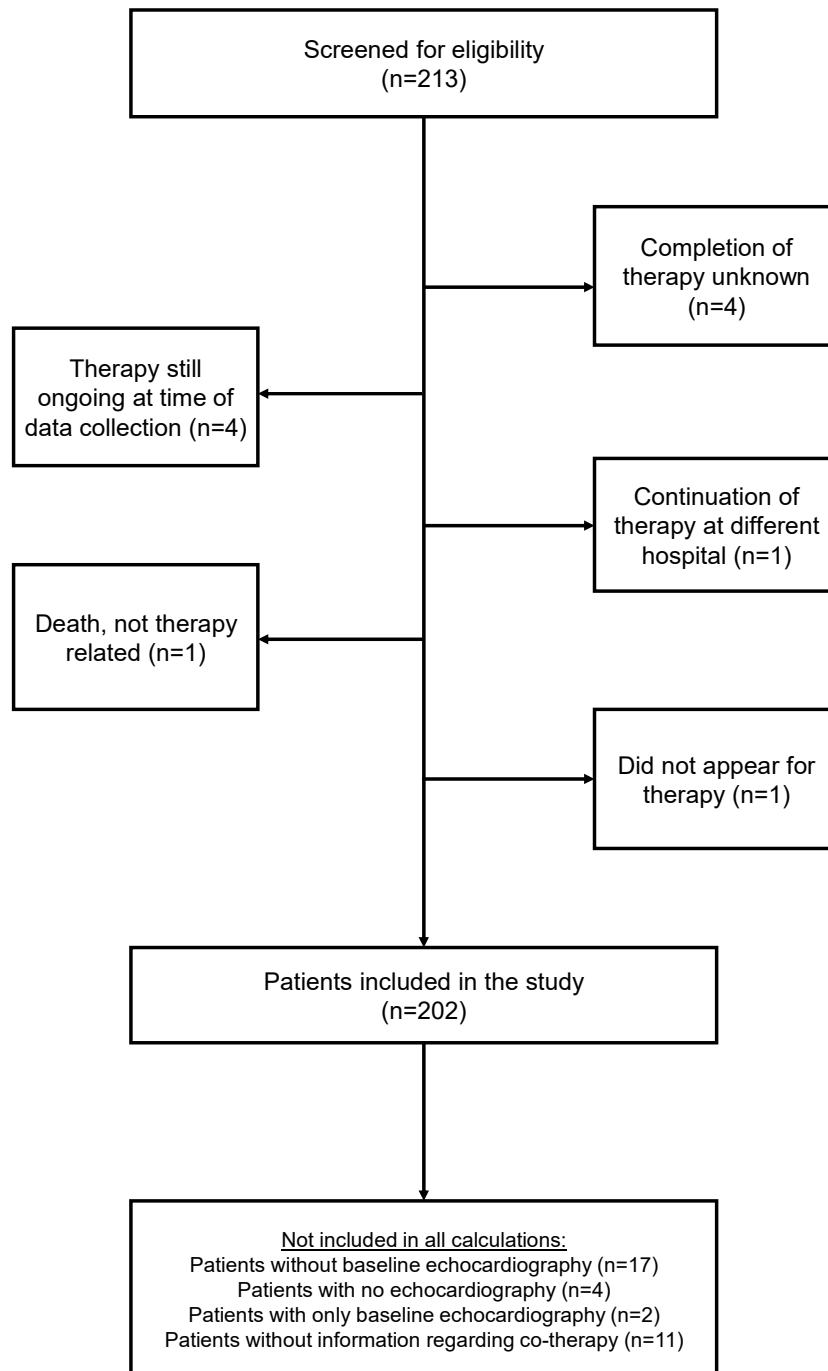 Screened for eligibility
(n=213)
Completion of
therapy unknown
(n=4)
Therapy still
ongoing at time of
data collection (n=4)
Continuation of
therapy at different
hospital (n=1)
Death, not therapy
related (n=1)
Did not appear for
therapy (n=1)
Patients included in the study
(n=202)
Not included in all calculations:
Patients without baseline echocardiography (n=17)
Patients with no echocardiography (n=4)
Patients with only baseline echocardiography (n=2)
Patients without information regarding co-therapy (n=11)